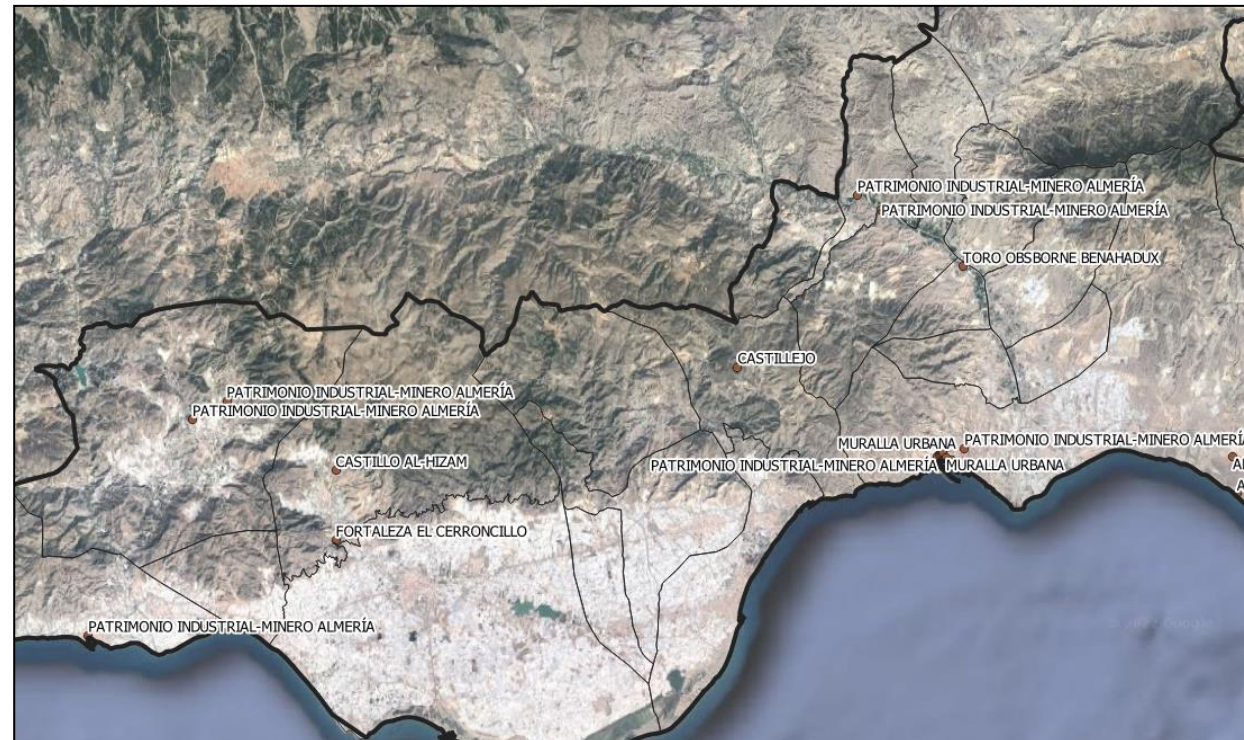 PATRIMONIO INDUSTRIAL-MINERO ALMERÍA
PATRIMONIO INDUSTRIAL-MINERO ALMERÍA
TORO OBSBORNE BENAHADUX
CASTILLEJO
PATRIMONIO INDUSTRIAL-MINERO ALMERÍA
PATRIMONIO INDUSTRIAL-MINERO ALMERÍA
MURALLA URBANA
PATRIMONIO INDUSTRIAL-MINERO ALMERÍA
CASTILLO AL-HIZAM
PATRIMONIO INDUSTRIAL-MINERO ALMERÍA
MURALLA URBANA
FORTALEZA EL CERRONCILLO
PATRIMONIO INDUSTRIAL-MINERO ALMERÍA